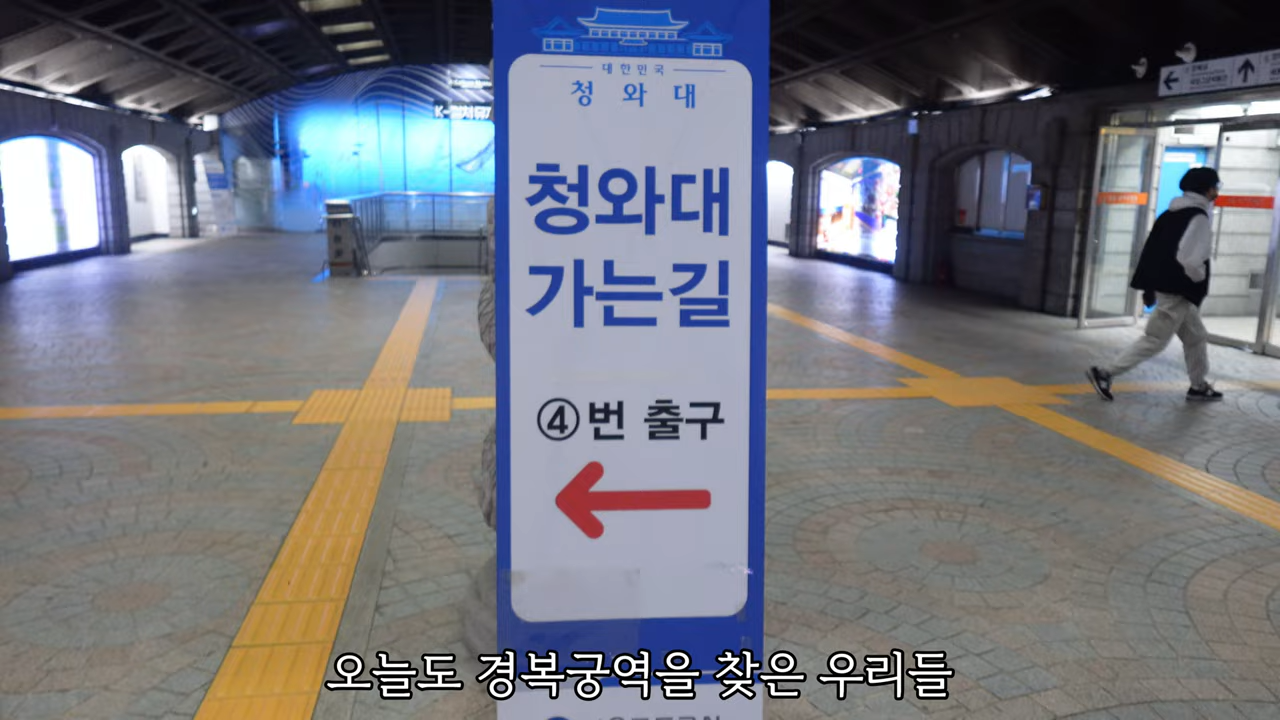 대한민국
청와대
청와대
가는길
④번 출구
오늘도 경복궁역을 찾은 우리들